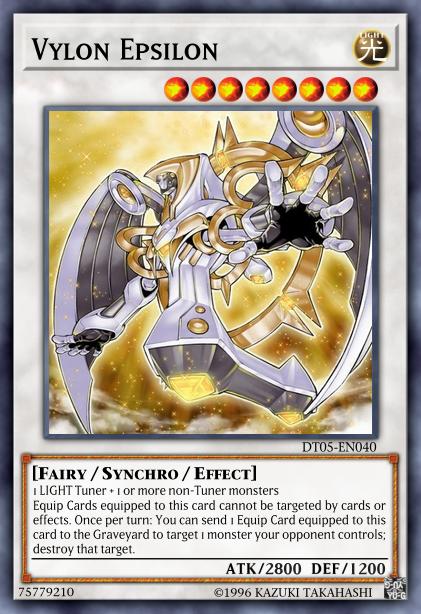 Vylon Epsilon
LIGHT
光
DT05-EN040
[Fairy / Synchro / Effect]
1 LIGHT Tuner + 1 or more non-Tuner monsters
Equip Cards equipped to this card cannot be targeted by cards or
effects. Once per turn: You can send 1 Equip Card equipped to this
card to the Graveyard to target 1 monster your opponent controls;
destroy that target.
ATK/2800 DEF/1200
75779210
©1996 KAZUKI TAKAHASHI